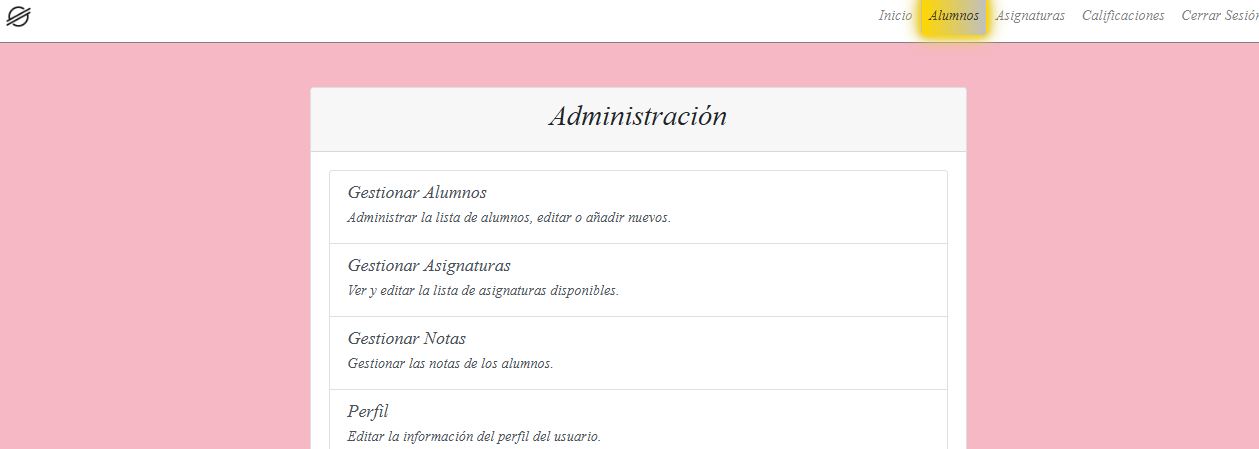 Inicio Alumnos Asignaturas Calificaciones Cerrar Sesión
Administración
Gestionar Alumnos
Administrar la lista de alumnos, editar o añadir nuevos.
Gestionar Asignaturas
Ver y editar la lista de asignaturas disponibles.
Gestionar Notas
Gestionar las notas de los alumnos.
Perfil
Editar la información del perfil del usuario.